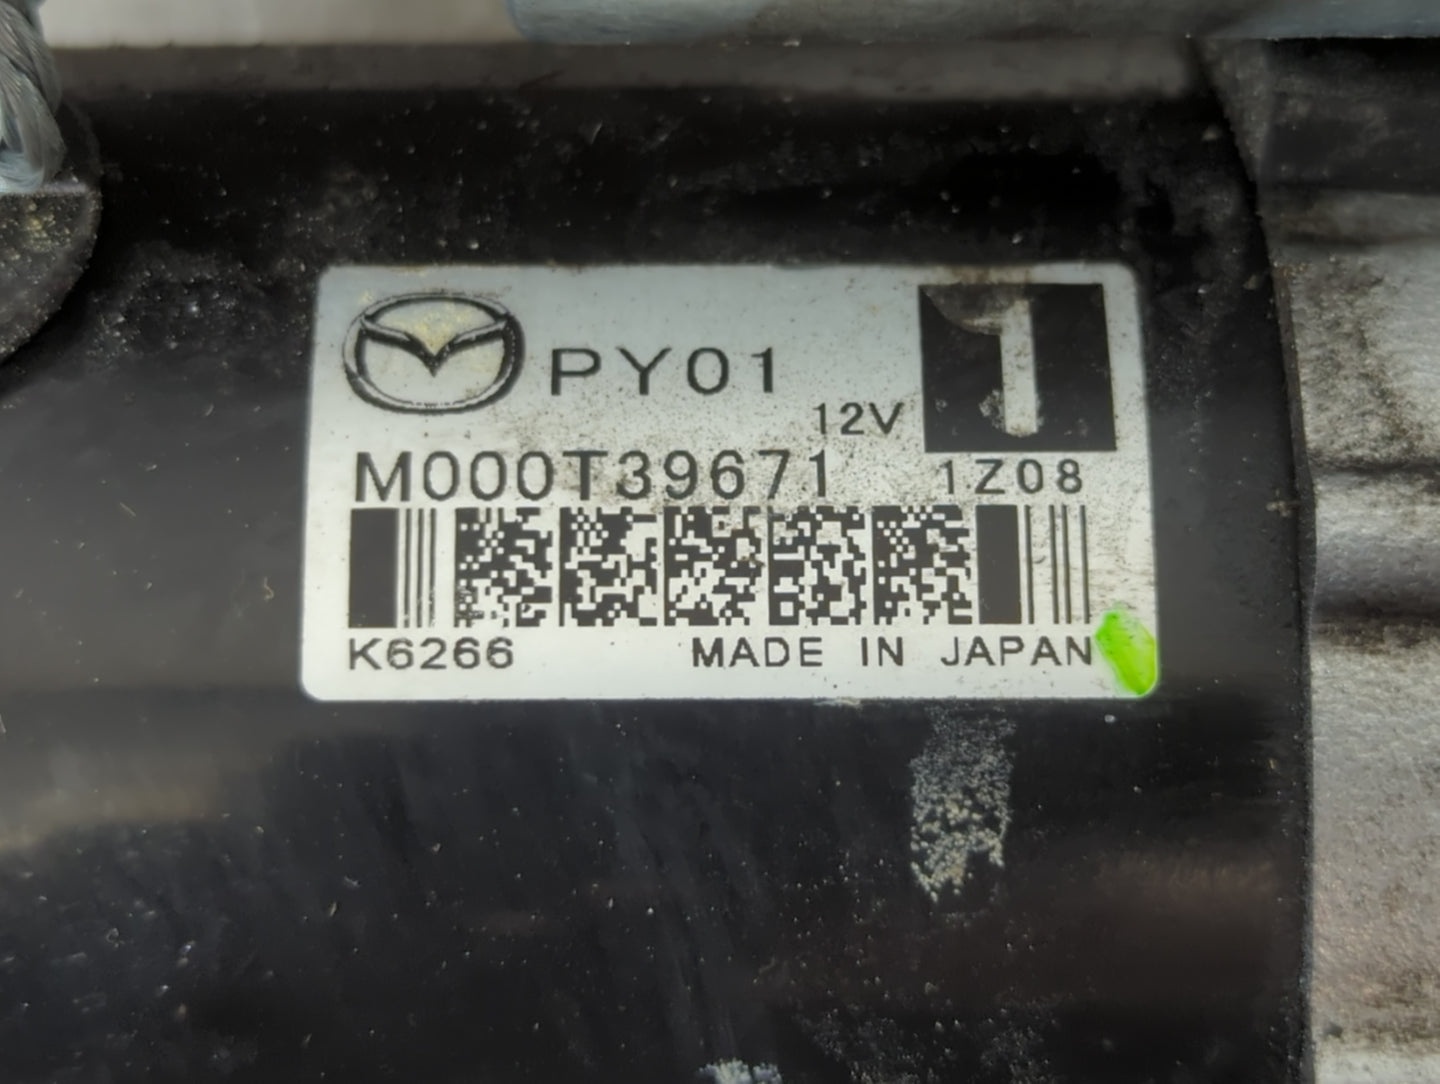 PY01
1
12V
M000T39671 1Z08
K6266 MADE IN JAPAN